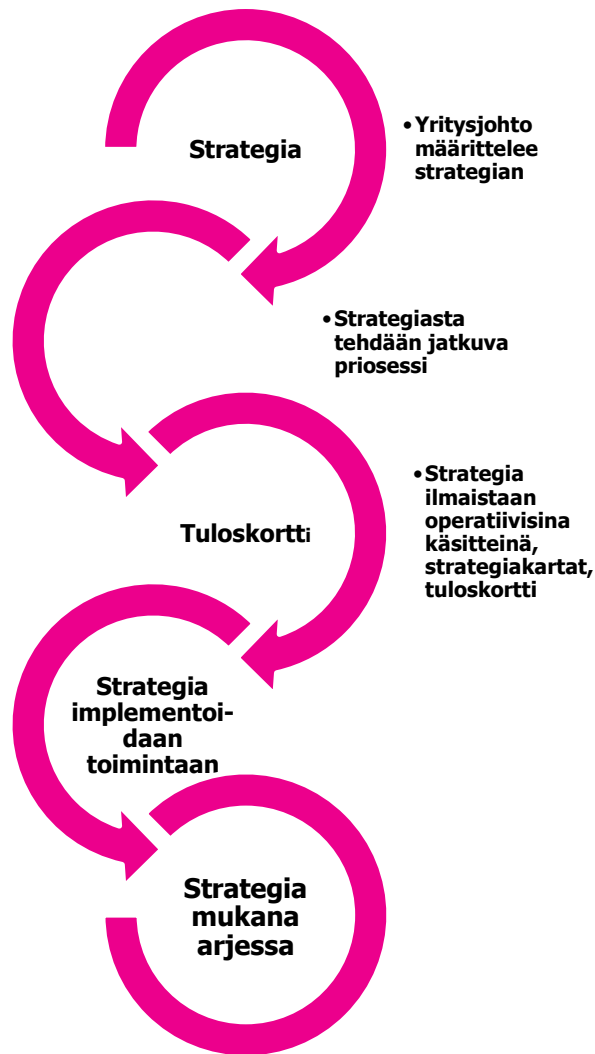 Strategia
• Yritysjohto
määrittelee
strategian
• Strategiasta
tehdään jatkuva
priosessi
Tuloskortti
• Strategia
ilmaistaan
operatiivisina
käsitteinä,
strategiakartat,
tuloskortti
Strategia
implementoi-
daan
toimintaan
Strategia
mukana
arjessa